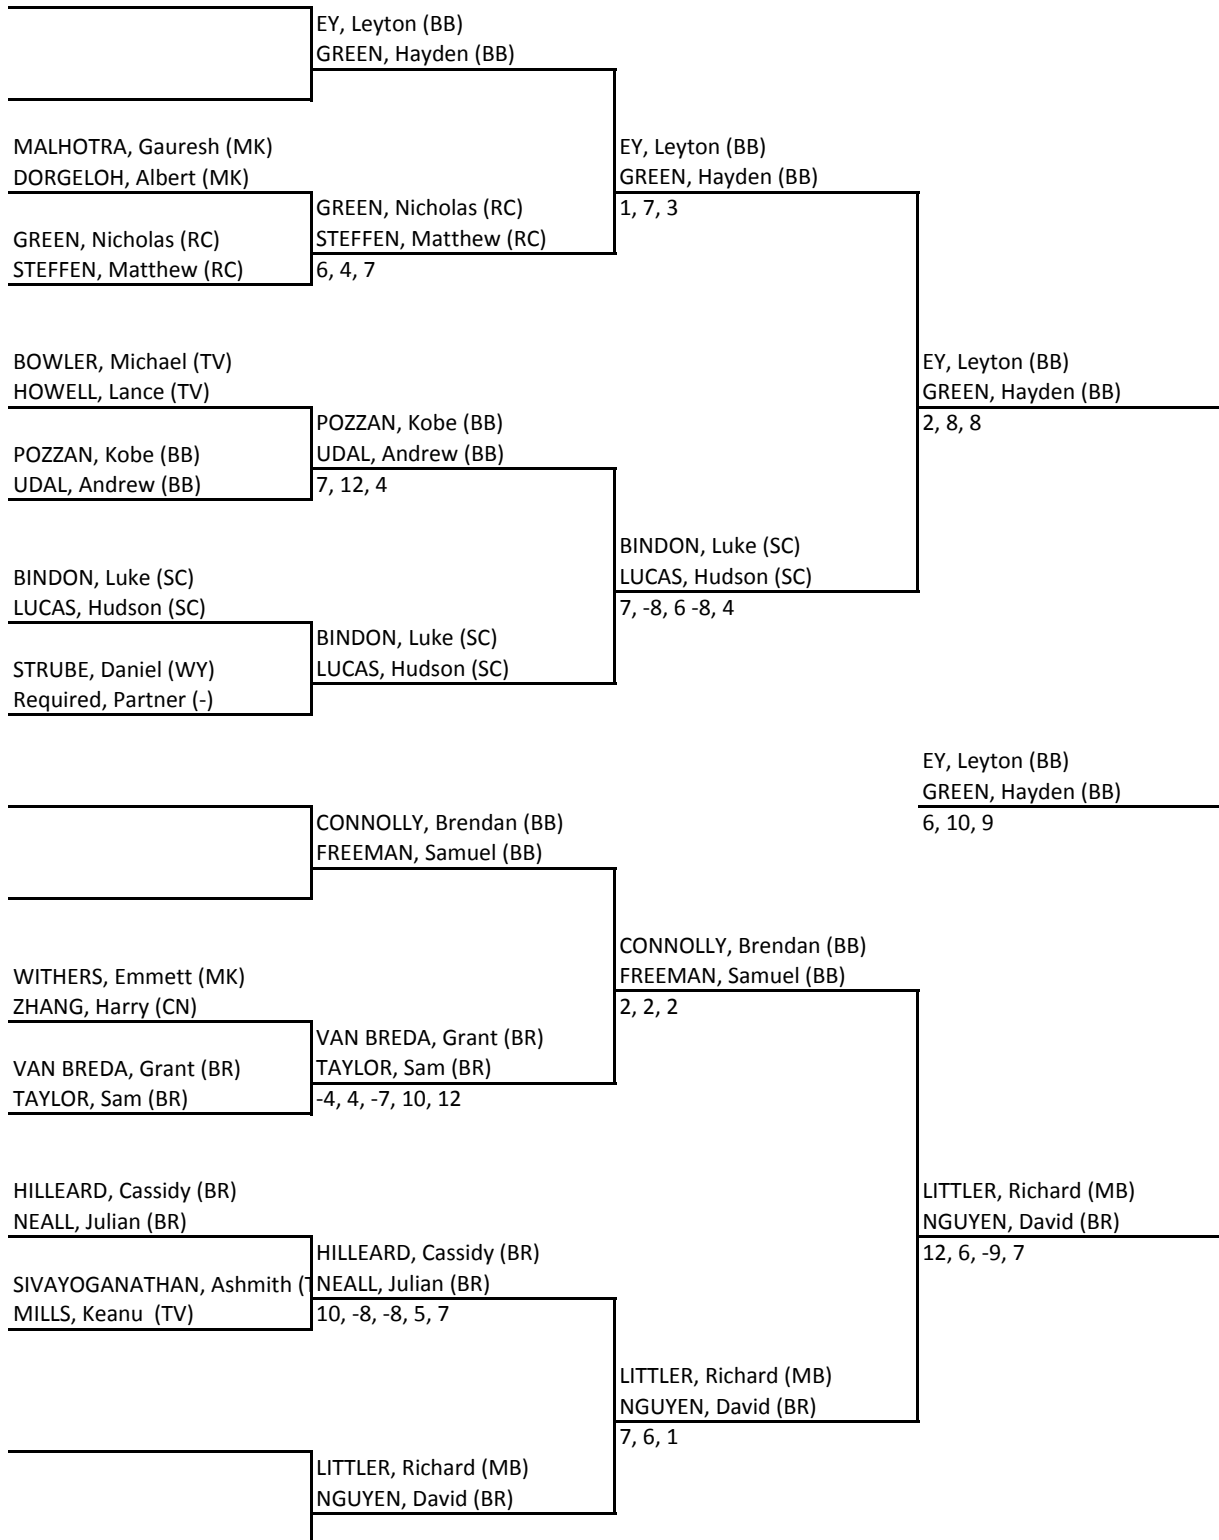 EY, Leyton (BB)
GREEN, Hayden (BB)
MALHOTRA, Gauresh (MK)
DORGELOH, Albert (MK)
EY, Leyton (BB)
GREEN, Hayden (BB)
1, 7, 3
GREEN, Nicholas (RC)
STEFFEN, Matthew (RC)
6, 4, 7
GREEN, Nicholas (RC)
STEFFEN, Matthew (RC)
BOWLER, Michael (TV)
HOWELL, Lance (TV)
EY, Leyton (BB)
GREEN, Hayden (BB)
2, 8, 8
POZZAN, Kobe (BB)
UDAL, Andrew (BB)
7, 12, 4
POZZAN, Kobe (BB)
UDAL, Andrew (BB)
BINDON, Luke (SC)
LUCAS, Hudson (SC)
7, -8, 6 -8, 4
BINDON, Luke (SC)
LUCAS, Hudson (SC)
BINDON, Luke (SC)
LUCAS, Hudson (SC)
STRUBE, Daniel (WY)
Required, Partner (-)
EY, Leyton (BB)
GREEN, Hayden (BB)
6, 10, 9
CONNOLLY, Brendan (BB)
FREEMAN, Samuel (BB)
CONNOLLY, Brendan (BB)
FREEMAN, Samuel (BB)
2, 2, 2
WITHERS, Emmett (MK)
ZHANG, Harry (CN)
VAN BREDA, Grant (BR)
TAYLOR, Sam (BR)
-4, 4, -7, 10, 12
VAN BREDA, Grant (BR)
TAYLOR, Sam (BR)
HILLEARD, Cassidy (BR)
NEALL, Julian (BR)
LITTLER, Richard (MB)
NGUYEN, David (BR)
12, 6, -9, 7
HILLEARD, Cassidy (BR)
NEALL, Julian (BR)
10, -8, -8, 5, 7
SIVAYOGANATHAN, Ashmith (T
MILLS, Keanu (TV)
LITTLER, Richard (MB)
NGUYEN, David (BR)
7, 6, 1
LITTLER, Richard (MB)
NGUYEN, David (BR)